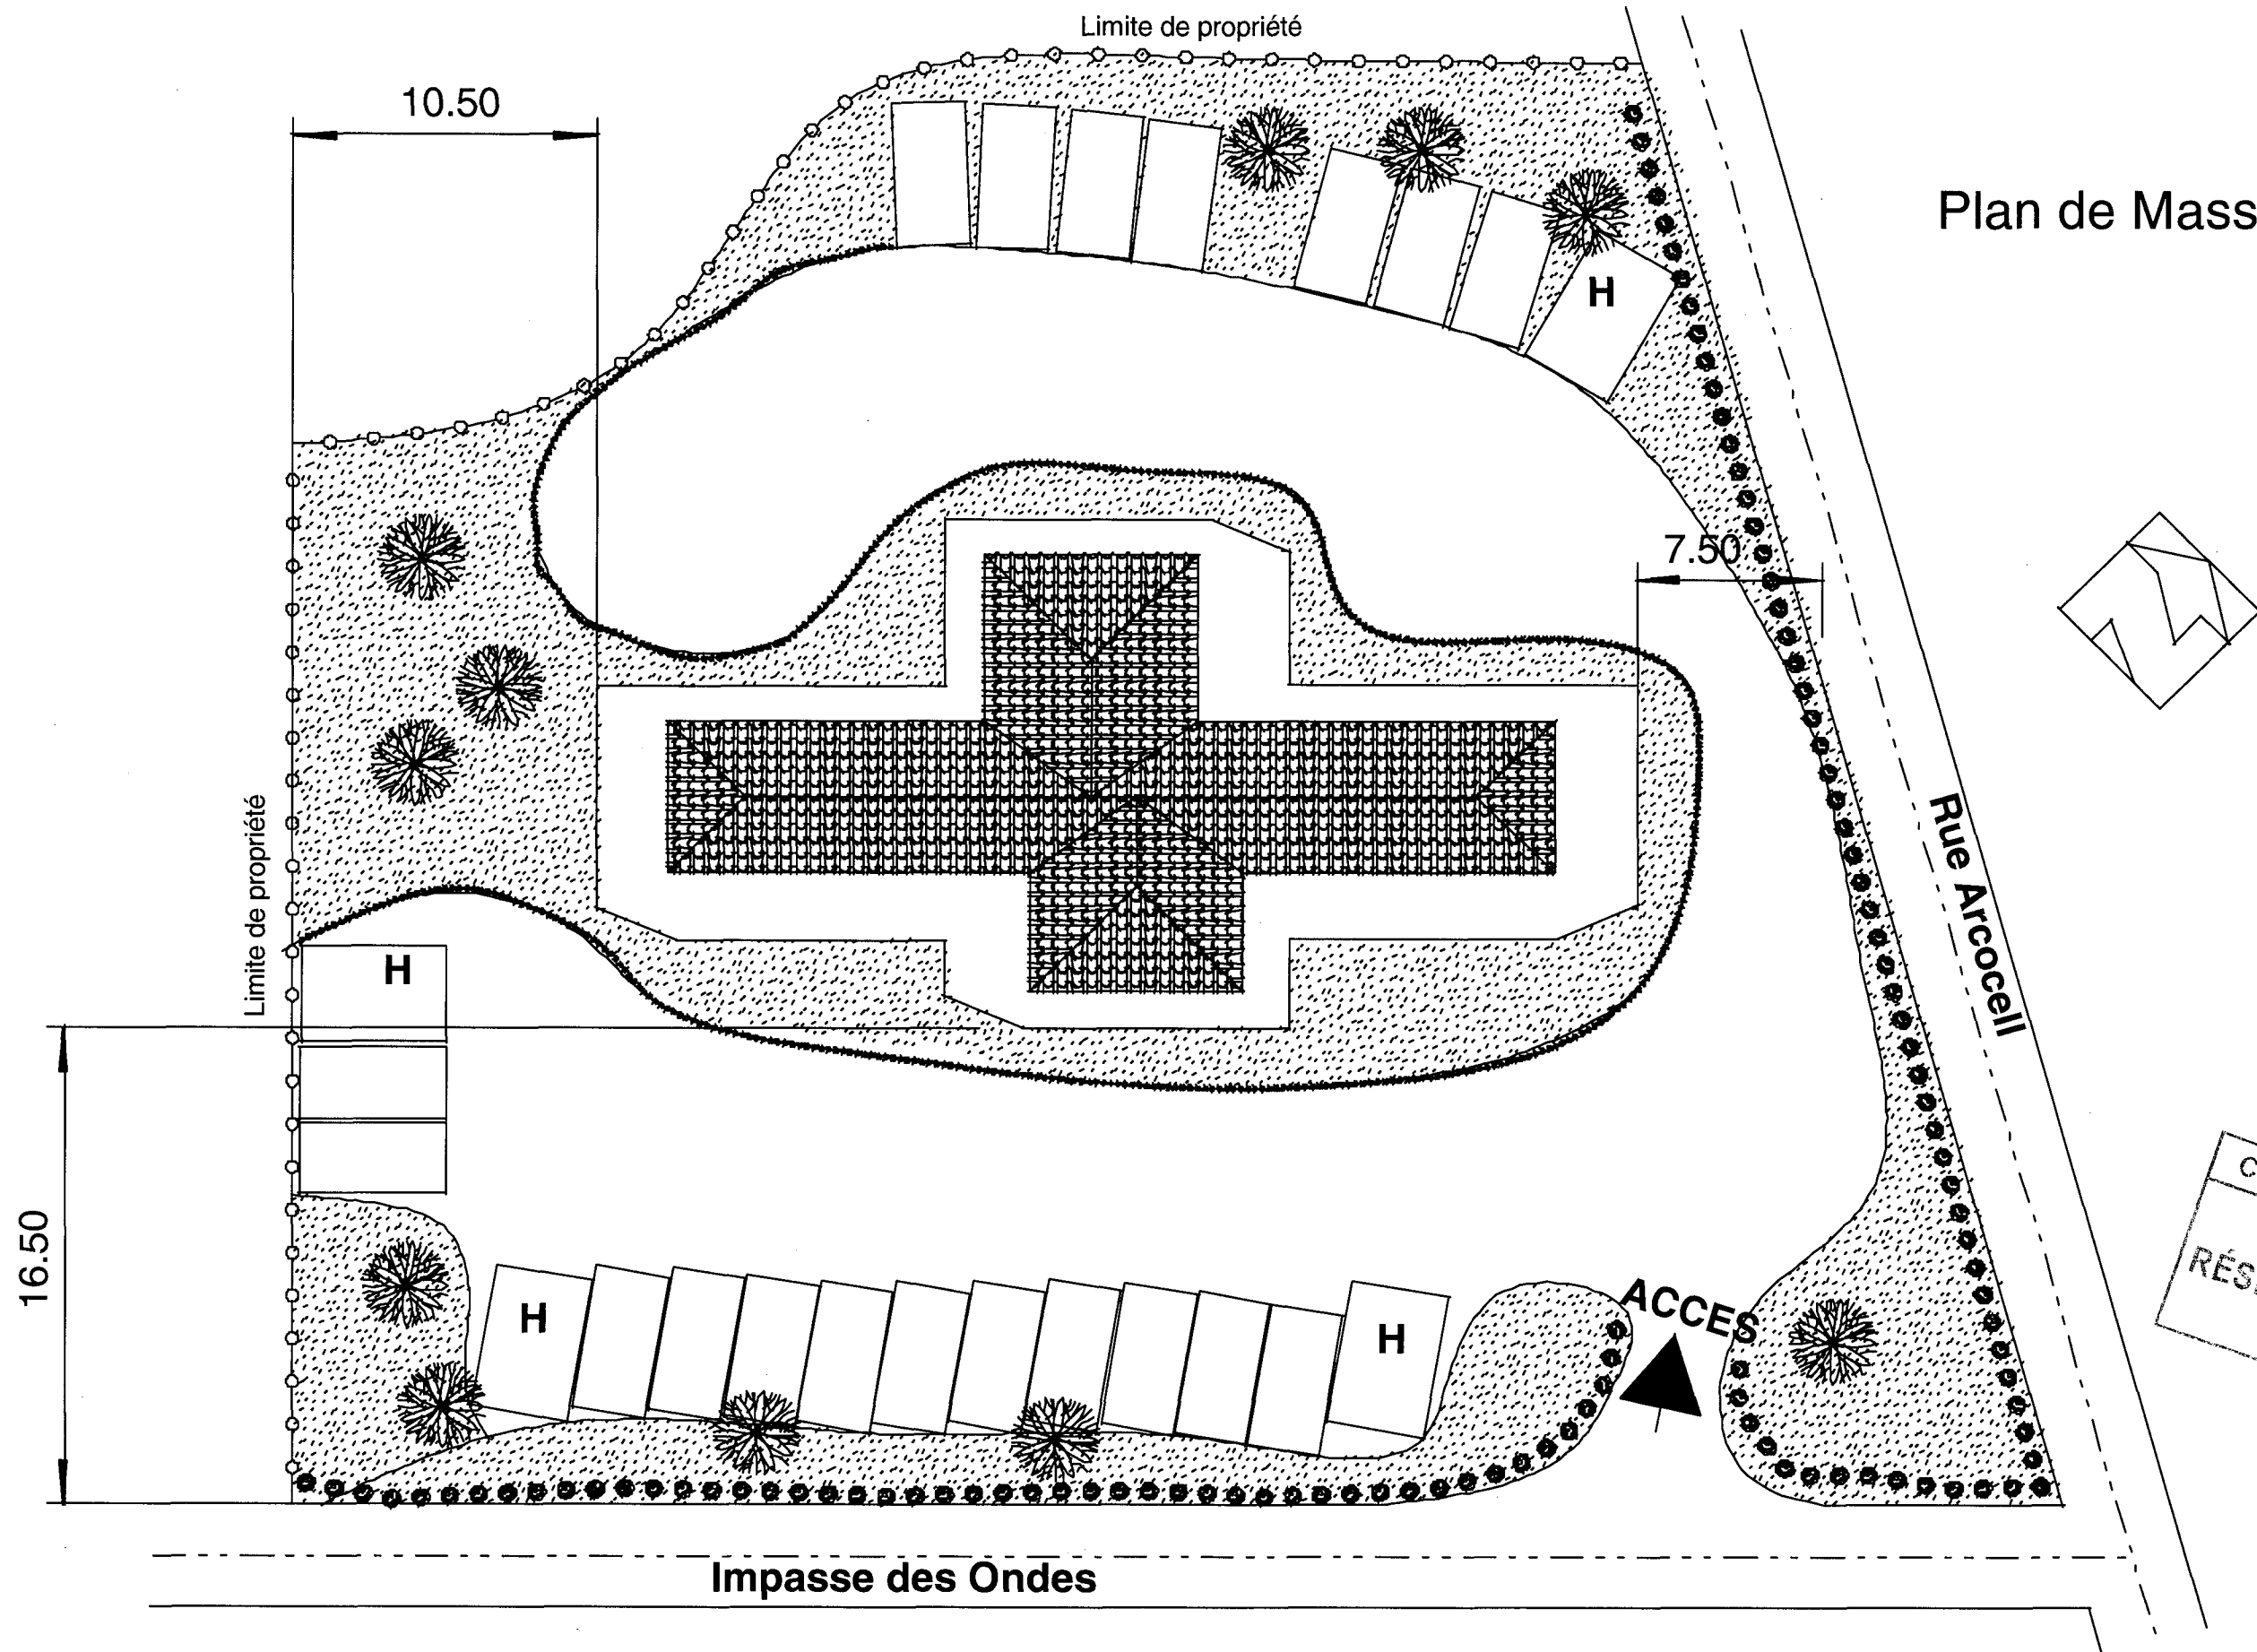 Limite de propriété
10.50
Plan de Mass
H
7.50
Rue Arocell
Limite de propriété
H
16.50
H
H
ACCES
Impasse des Ondes